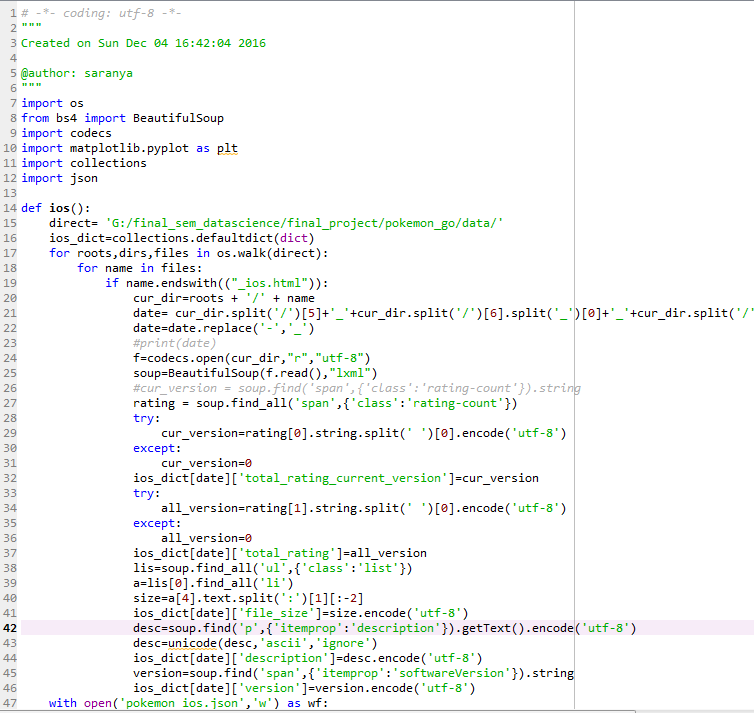 1 # -*- coding: utf-8 -*-
2 """
3 Created on Sun Dec 04 16:42:04 2016
4
5 @author: saranya
6 """
7 import os
8 from bs4 import BeautifulSoup
9 import codecs
10 import matplotlib.pyplot as plt
11 import collections
12 import json
13
14 def ios():
15     direct= 'G:/final_sem_datascience/final_project/pokemon_go/data/'
16     ios_dict=collections.defaultdict(dict)
17     for roots,dirs,files in os.walk(direct):
18         for name in files:
19             if name.endswith(("_ios.html")):
20                 cur_dir=roots + '/' + name
21                 date= cur_dir.split('/')[5]+'_'+cur_dir.split('/')[6].split('_')[0]+'_'+cur_dir.split('/'
22                 date=date.replace('-','_')
23                 #print(date)
24                 f=codecs.open(cur_dir,"r","utf-8")
25                 soup=BeautifulSoup(f.read(),"lxml")
26                 #cur_version = soup.find('span',{'class':'rating-count'}).string
27                 rating = soup.find_all('span',{'class':'rating-count'})
28                 try:
29                     cur_version=rating[0].string.split(' ')[0].encode('utf-8')
30                 except:
31                     cur_version=0
32                 ios_dict[date]['total_rating_current_version']=cur_version
33                 try:
34                     all_version=rating[1].string.split(' ')[0].encode('utf-8')
35                 except:
36                     all_version=0
37                 ios_dict[date]['total_rating']=all_version
38                 lis=soup.find_all('ul',{'class':'list'})
39                 a=lis[0].find_all('li')
40                 size=a[4].text.split(':')[1][:-2]
41                 ios_dict[date]['file_size']=size.encode('utf-8')
42                 desc=soup.find('p',{'itemprop':'description'}).getText().encode('utf-8')
43                 desc=unicode(desc,'ascii','ignore')
44                 ios_dict[date]['description']=desc.encode('utf-8')
45                 version=soup.find('span',{'itemprop':'softwareVersion'}).string
46                 ios_dict[date]['version']=version.encode('utf-8')
47     with open('pokemon_ios.json','w') as wf: